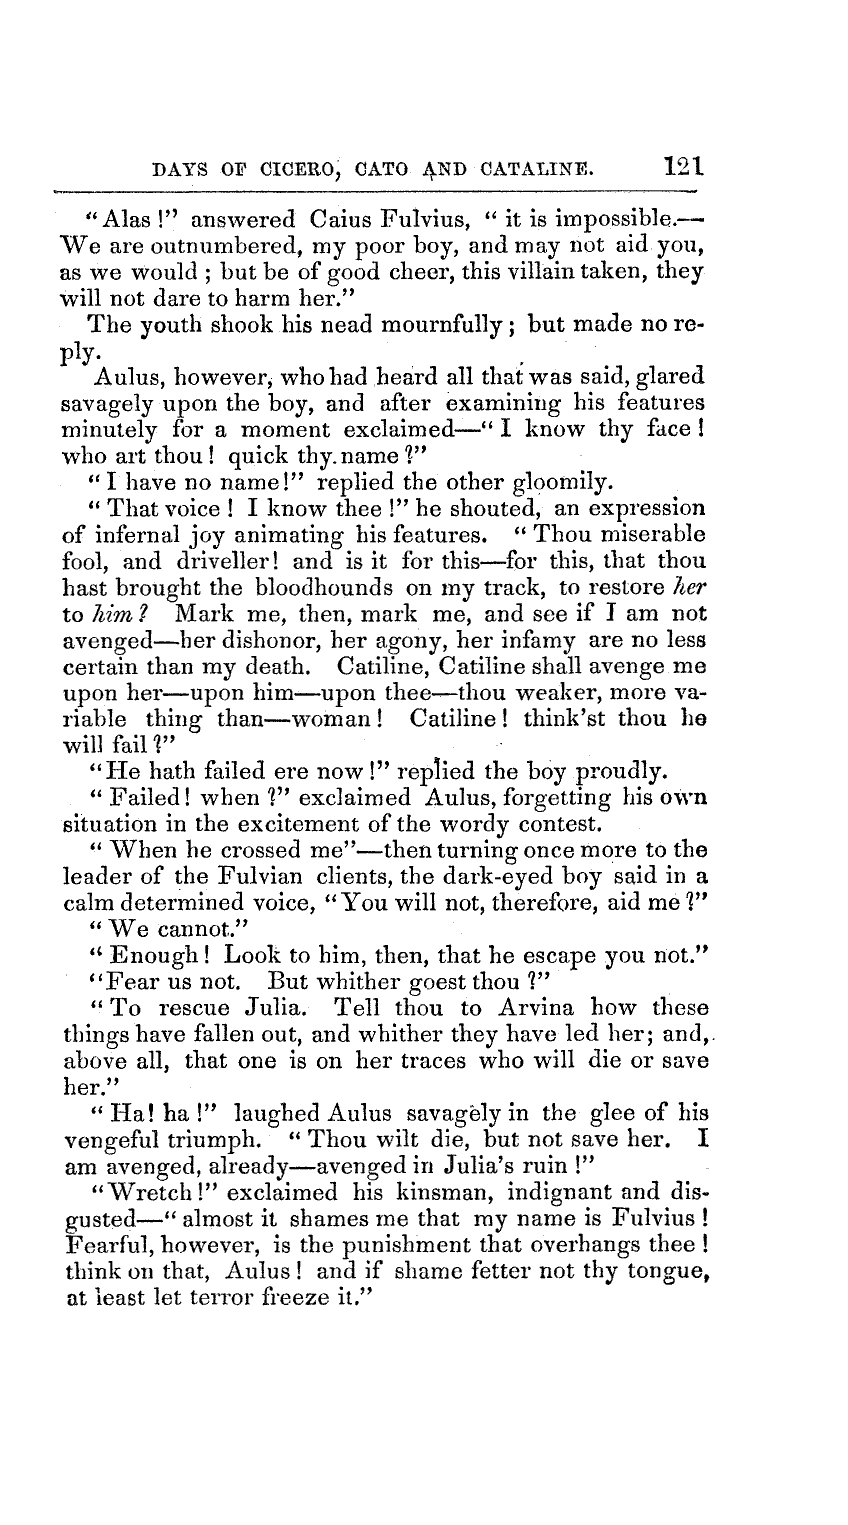 DAYS OF CICERO, CATO AND CATALINE. 121
"Alas!" answered Caius Fulvius, "it is impossible.—
We are outnumbered, my poor boy, and may not aid you,
as we would; but be of good cheer, this villain taken, they
will not dare to harm her."
The youth shook his nead mournfully; but made no re-
ply.
Aulus, however, who had heard all that was said, glared
savagely upon the boy, and after examining his features
minutely for a moment exclaimed—"I know thy face!
who art thou! quick thy name?"
"I have no name!" replied the other gloomily.
"That voice! I know thee!" he shouted, an expression
of infernal joy animating his features. "Thou miserable
fool, and driveller! and is it for this—for this, that thou
hast brought the bloodhounds on my track, to restore her
to him? Mark me, then, mark me, and see if I am not
avenged—her dishonor, her agony, her infamy are no less
certain than my death. Catiline, Catiline shall avenge me
upon her—upon him—upon thee—thou weaker, more va-
riable thing than—woman! Catiline! think'st thou he
will fail?"
"He hath failed ere now!" replied the boy proudly.
"Failed! when?" exclaimed Aulus, forgetting his own
situation in the excitement of the wordy contest.
"When he crossed me"—then turning once more to the
leader of the Fulvian clients, the dark-eyed boy said in a
calm determined voice, "You will not, therefore, aid me?"
"We cannot."
"Enough! Look to him, then, that he escape you not."
"Fear us not. But whither goest thou?"
"To rescue Julia. Tell thou to Arvina how these
things have fallen out, and whither they have led her; and,
above all, that one is on her traces who will die or save
her."
"Ha! ha!" laughed Aulus savagely in the glee of his
vengeful triumph. "Thou wilt die, but not save her. I
am avenged, already—avenged in Julia's ruin!"
"Wretch!" exclaimed his kinsman, indignant and dis-
gusted—"almost it shames me that my name is Fulvius!
Fearful, however, is the punishment that overhangs thee!
think on that, Aulus! and if shame fetter not thy tongue,
at least let terror freeze it."